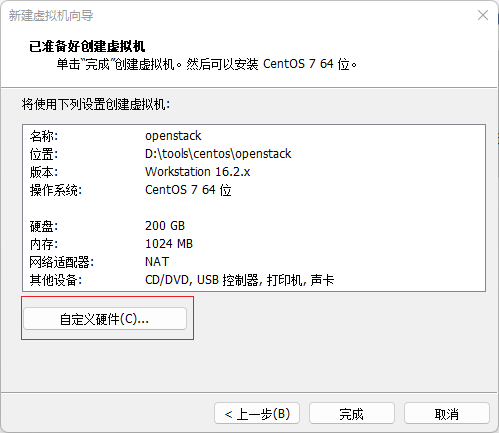 新建虚拟机向导
已准备好创建虚拟机
单击“完成”创建虚拟机。然后可以安装 CentOS 7 64 位。
将使用下列设置创建虚拟机:
名称: openstack
位置: D:\tools\centos\openstack
版本: Workstation 16.2.x
操作系统: CentOS 7 64 位
硬盘: 200 GB
内存: 1024 MB
网络适配器: NAT
其他设备: CD/DVD, USB 控制器, 打印机, 声卡
自定义硬件(C)...
< 上一步(B) 完成 取消